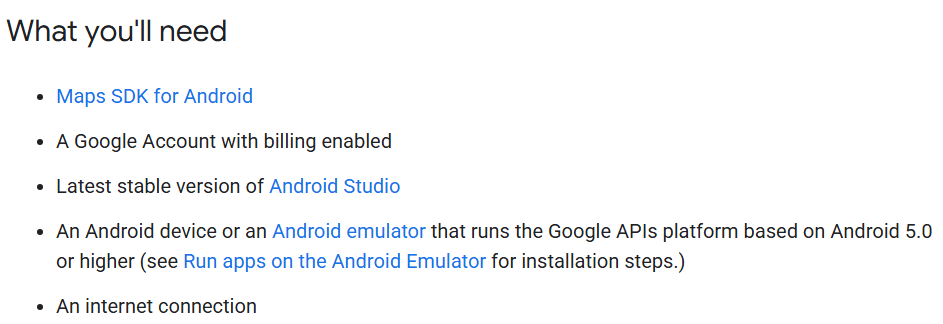 What you'll need
• Maps SDK for Android
• A Google Account with billing enabled
• Latest stable version of Android Studio
• An Android device or an Android emulator that runs the Google APIs platform based on Android 5.0
or higher (see Run apps on the Android Emulator for installation steps.)
• An internet connection